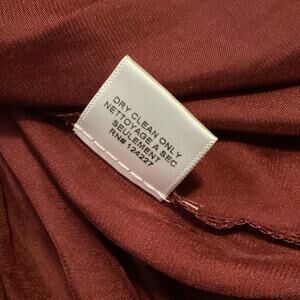 DRY CLEAN ONLY
NETTOYAGE A SEC
SEULEMENT
RN# 124227